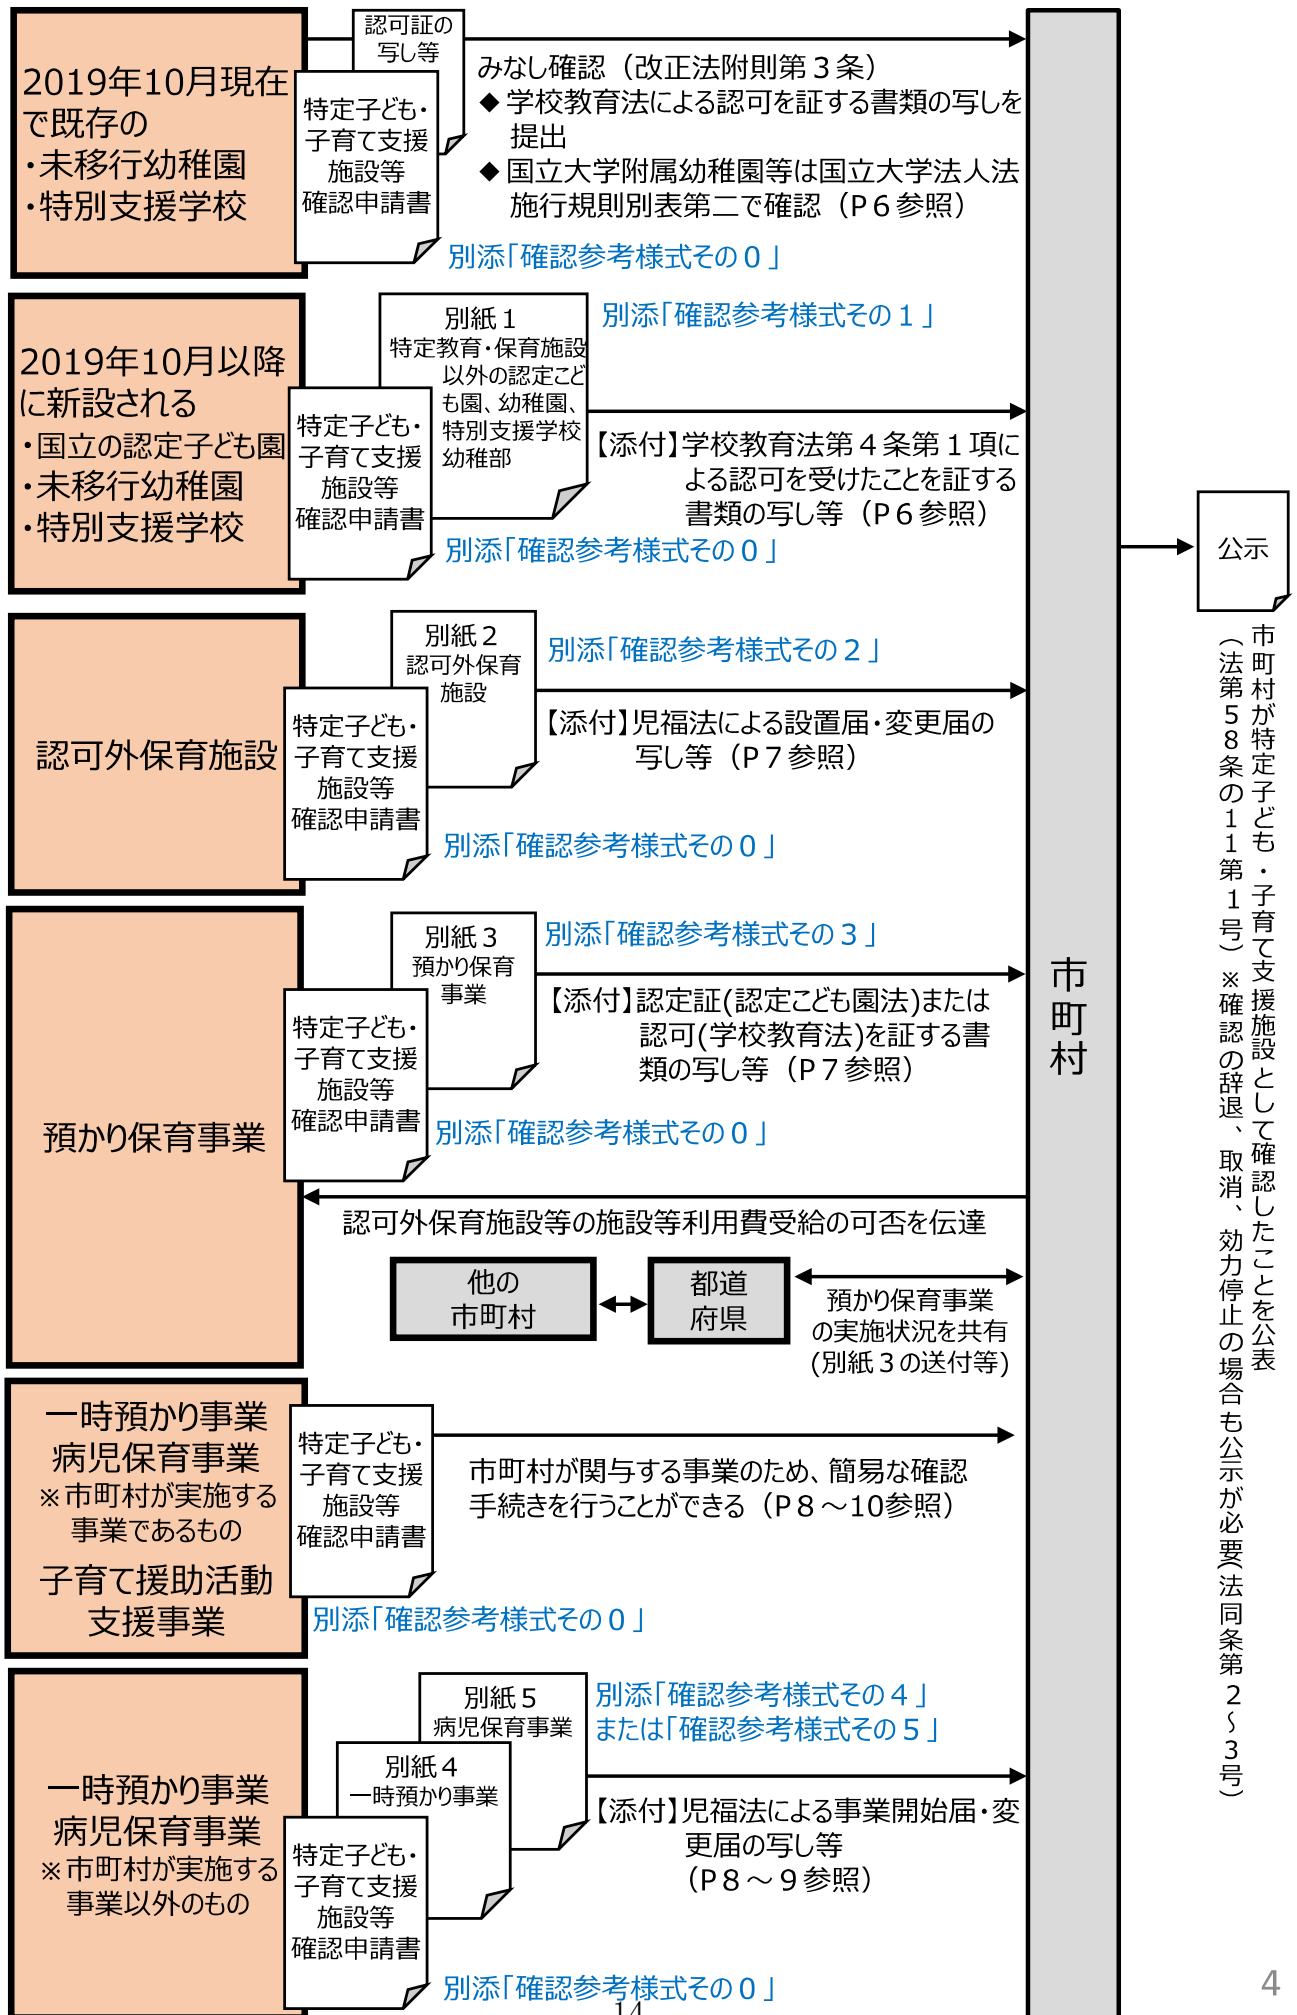 2019年10月現在
で既存の
・未移行幼稚園
・特別支援学校
認可証の
写し等
特定子ども・
子育て支援
施設等
確認申請書
みなし確認（改正法附則第３条）
◆ 学校教育法による認可を証する書類の写しを
提出
◆ 国立大学附属幼稚園等は国立大学法人法
施行規則別表第二で確認（P６参照）
別添「確認参考様式その０」
2019年10月以降
に新設される
・国立の認定子ども園
・未移行幼稚園
・特別支援学校
別紙１
特定教育・保育施設
以外の認定こど
も園、幼稚園、
特別支援学校
幼稚部
特定子ども・
子育て支援
施設等
確認申請書
別添「確認参考様式その１」
【添付】学校教育法第４条第１項に
よる認可を受けたことを証する
書類の写し等（P６参照）
別添「確認参考様式その０」
認可外保育施設
別紙２
認可外保育
施設
特定子ども・
子育て支援
施設等
確認申請書
別添「確認参考様式その２」
【添付】児福法による設置届・変更届の
写し等（P７参照）
別添「確認参考様式その０」
預かり保育事業
別紙３
預かり保育
事業
特定子ども・
子育て支援
施設等
確認申請書
別添「確認参考様式その３」
【添付】認定証(認定こども園法)または
認可(学校教育法)を証する書
類の写し等（P７参照）
別添「確認参考様式その０」
認可外保育施設等の施設等利用費受給の可否を伝達
他の
市町村
都道
府県
預かり保育事業
の実施状況を共有
(別紙３の送付等)
一時預かり事業
病児保育事業
※市町村が実施する
事業であるもの
子育て援助活動
支援事業
特定子ども・
子育て支援
施設等
確認申請書
市町村が関与する事業のため、簡易な確認
手続きを行うことができる（P８～10参照）
別添「確認参考様式その０」
一時預かり事業
病児保育事業
※市町村が実施する
事業以外のもの
別紙５
病児保育事業
別紙４
一時預かり事業
特定子ども・
子育て支援
施設等
確認申請書
別添「確認参考様式その４」
または「確認参考様式その５」
【添付】児福法による事業開始届・変
更届の写し等
（P８～９参照）
別添「確認参考様式その０」
市町村
公示
市町村が特定子ども・子育て支援施設として確認したことを公表
（法第５８条の１１第１号）※確認の辞退、取消、効力停止の場合も公示が必要(法同条第２～３号）
14
4